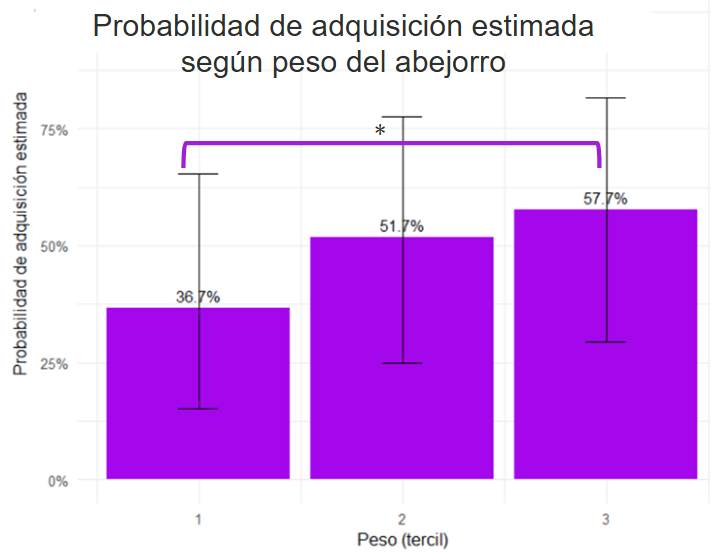 Probabilidad de adquisición estimada
según peso del abejorro
Probabilidad de adquisición estimada
75%
50%
25%
0%
*
36.7%
51.7%
57.7%
1
2
3
Peso (tercil)